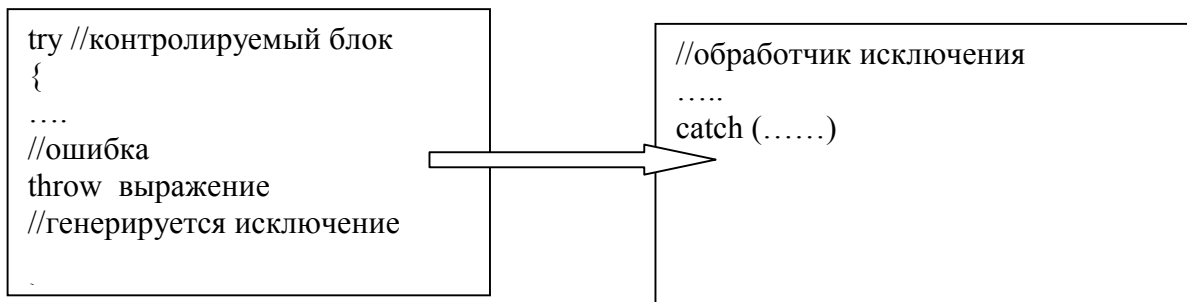 try //контролируемый блок
{
….
//ошибка
throw выражение
//генерируется исключение
//обработчик исключения
…..
catch (……)